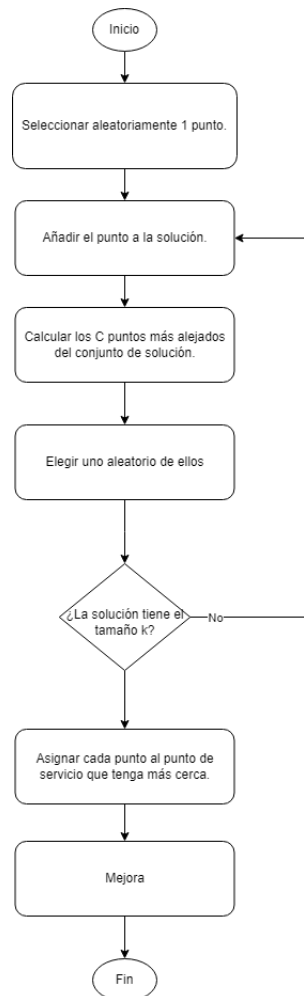 Inicio
Seleccionar aleatoriamente 1 punto.
Añadir el punto a la solución.
Calcular los C puntos más alejados
del conjunto de solución.
Elegir uno aleatorio de ellos
¿La solución tiene el
tamaño k?
No
Asignar cada punto al punto de
servicio que tenga más cerca.
Mejora
Fin